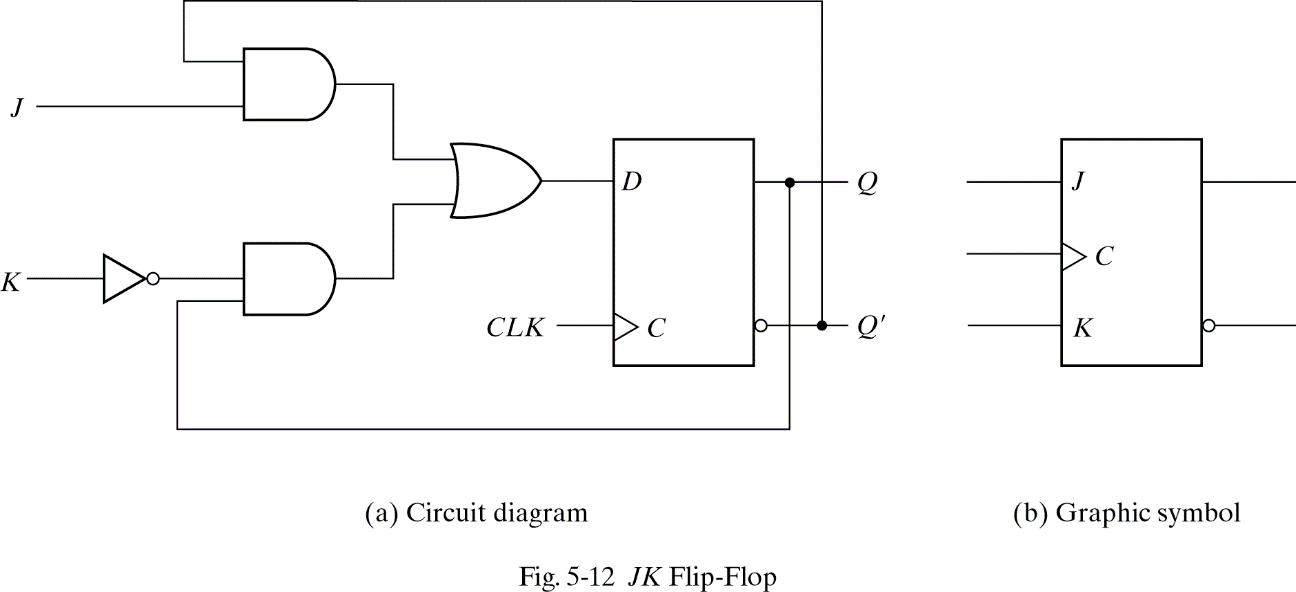 J
K
D
Q
CLK
C
Q′
J
C
K
(a) Circuit diagram
(b) Graphic symbol
Fig. 5-12 JK Flip-Flop